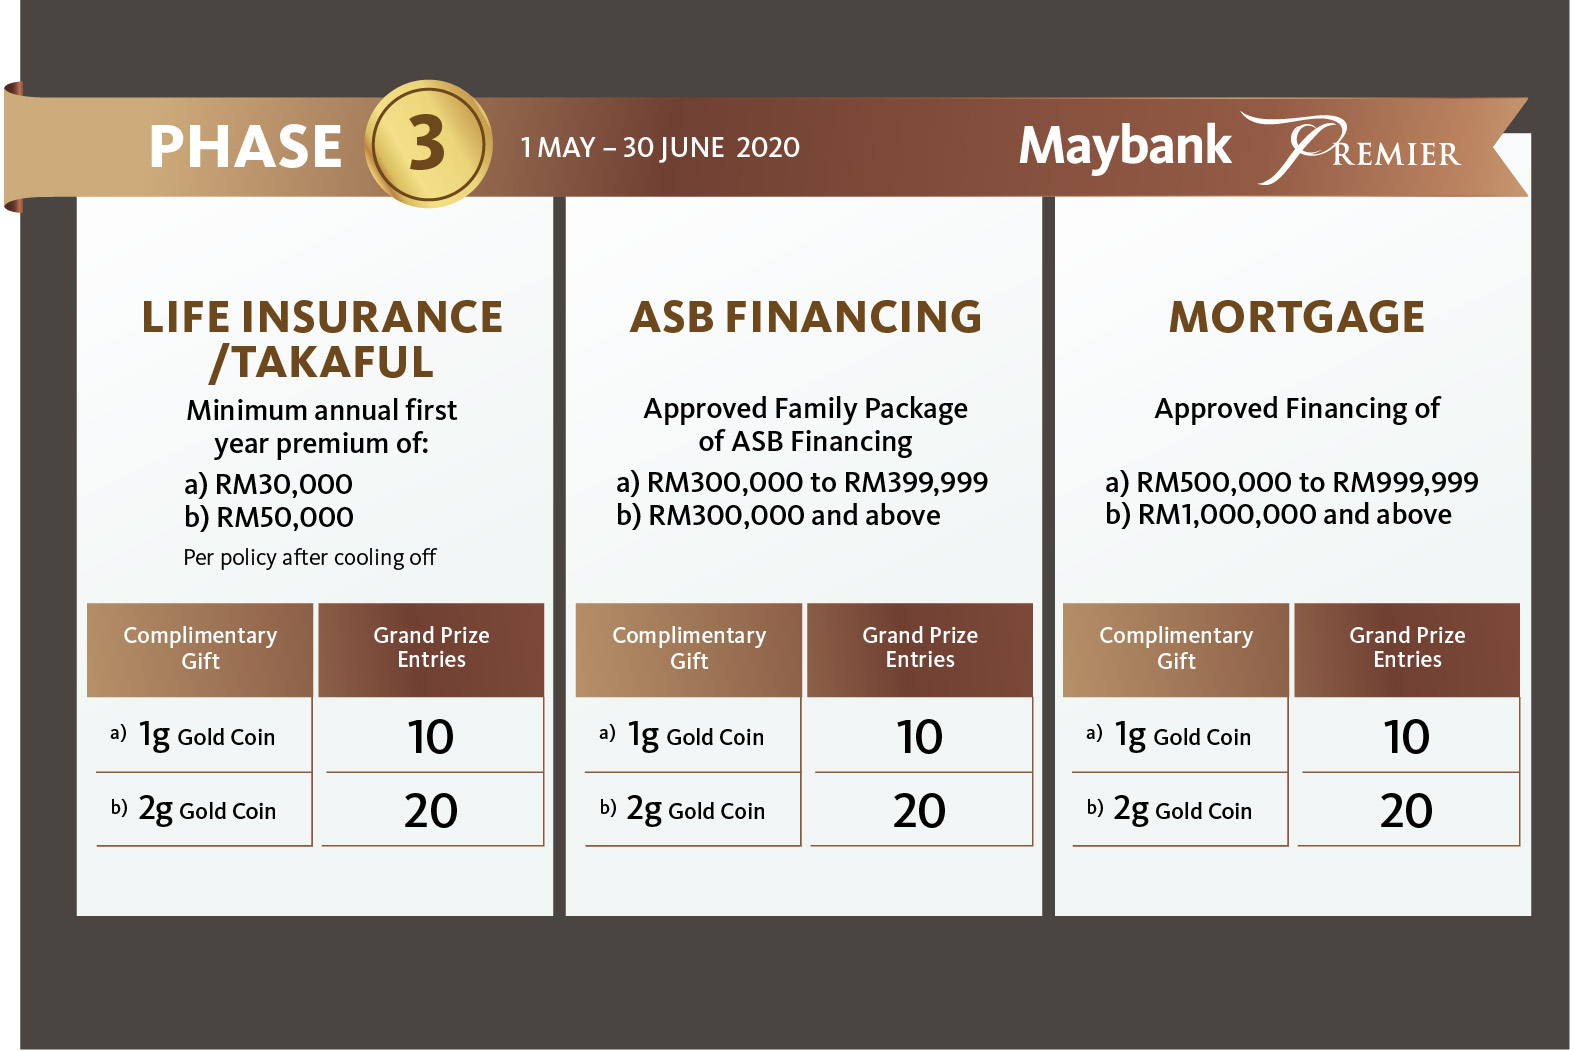 PHASE 3 1 MAY – 30 JUNE 2020 Maybank PREMIER
LIFE INSURANCE
/TAKAFUL
Minimum annual first
year premium of:
a) RM30,000
b) RM50,000
Per policy after cooling off
Complimentary
Gift
Grand Prize
Entries
a) 1g Gold Coin 10
b) 2g Gold Coin 20
ASB FINANCING
Approved Family Package
of ASB Financing
a) RM300,000 to RM399,999
b) RM300,000 and above
Complimentary
Gift
Grand Prize
Entries
a) 1g Gold Coin 10
b) 2g Gold Coin 20
MORTGAGE
Approved Financing of
a) RM500,000 to RM999,999
b) RM1,000,000 and above
Complimentary
Gift
Grand Prize
Entries
a) 1g Gold Coin 10
b) 2g Gold Coin 20